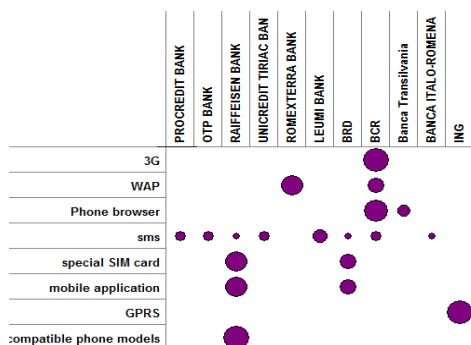 PROCREDIT BANK
OTP BANK
RAIFFEISEN BANK
UNICREDIT TIRIAC BAN
ROMEXTERRA BANK
LEUMI BANK
BRD
BCR
Banca Transilvania
BANCA ITALO-ROMENA
ING
3G
WAP
Phone browser
sms
special SIM card
mobile application
GPRS
compatible phone models